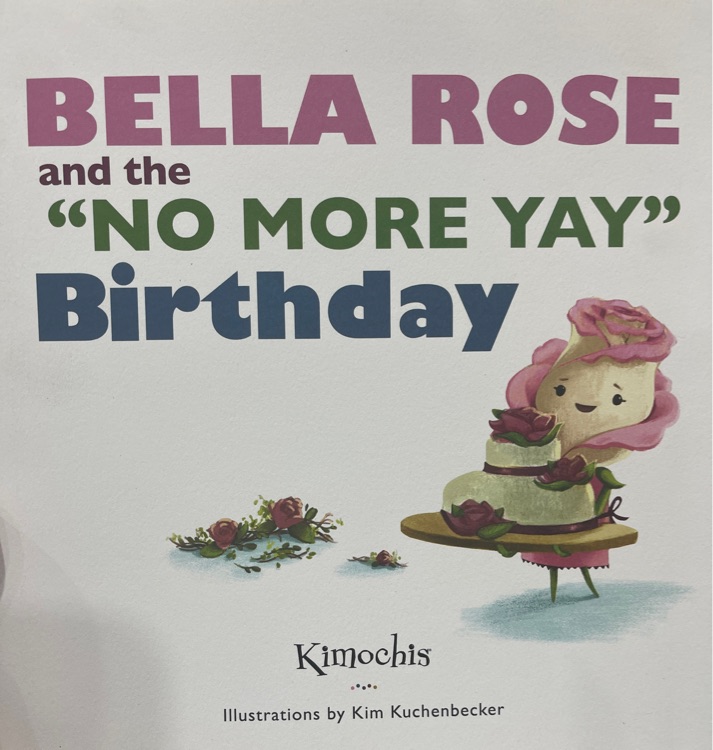 BELLA ROSE
and the
“NO MORE YAY”
Birthday
Kimochis
Illustrations by Kim Kuchenbecker